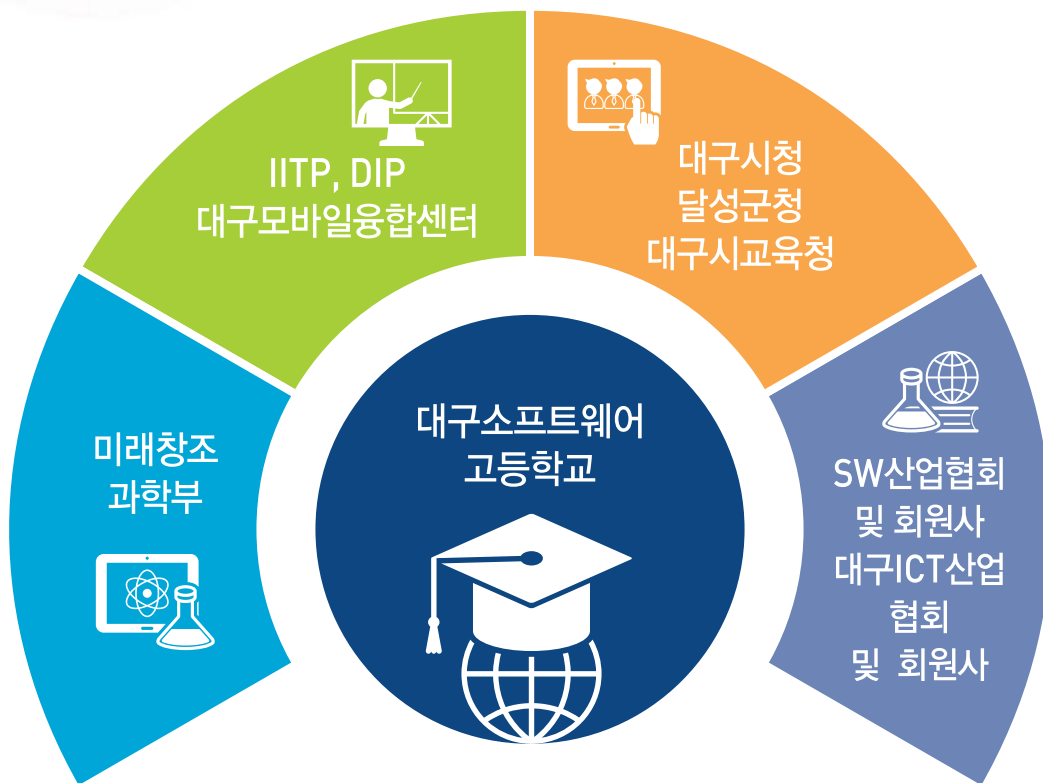 IITP, DIP
대구모바일융합센터
대구시청
달성군청
대구시교육청
미래창조
과학부
대구소프트웨어
고등학교
SW산업협회
및 회원사
대구ICT산업
협회
및 회원사